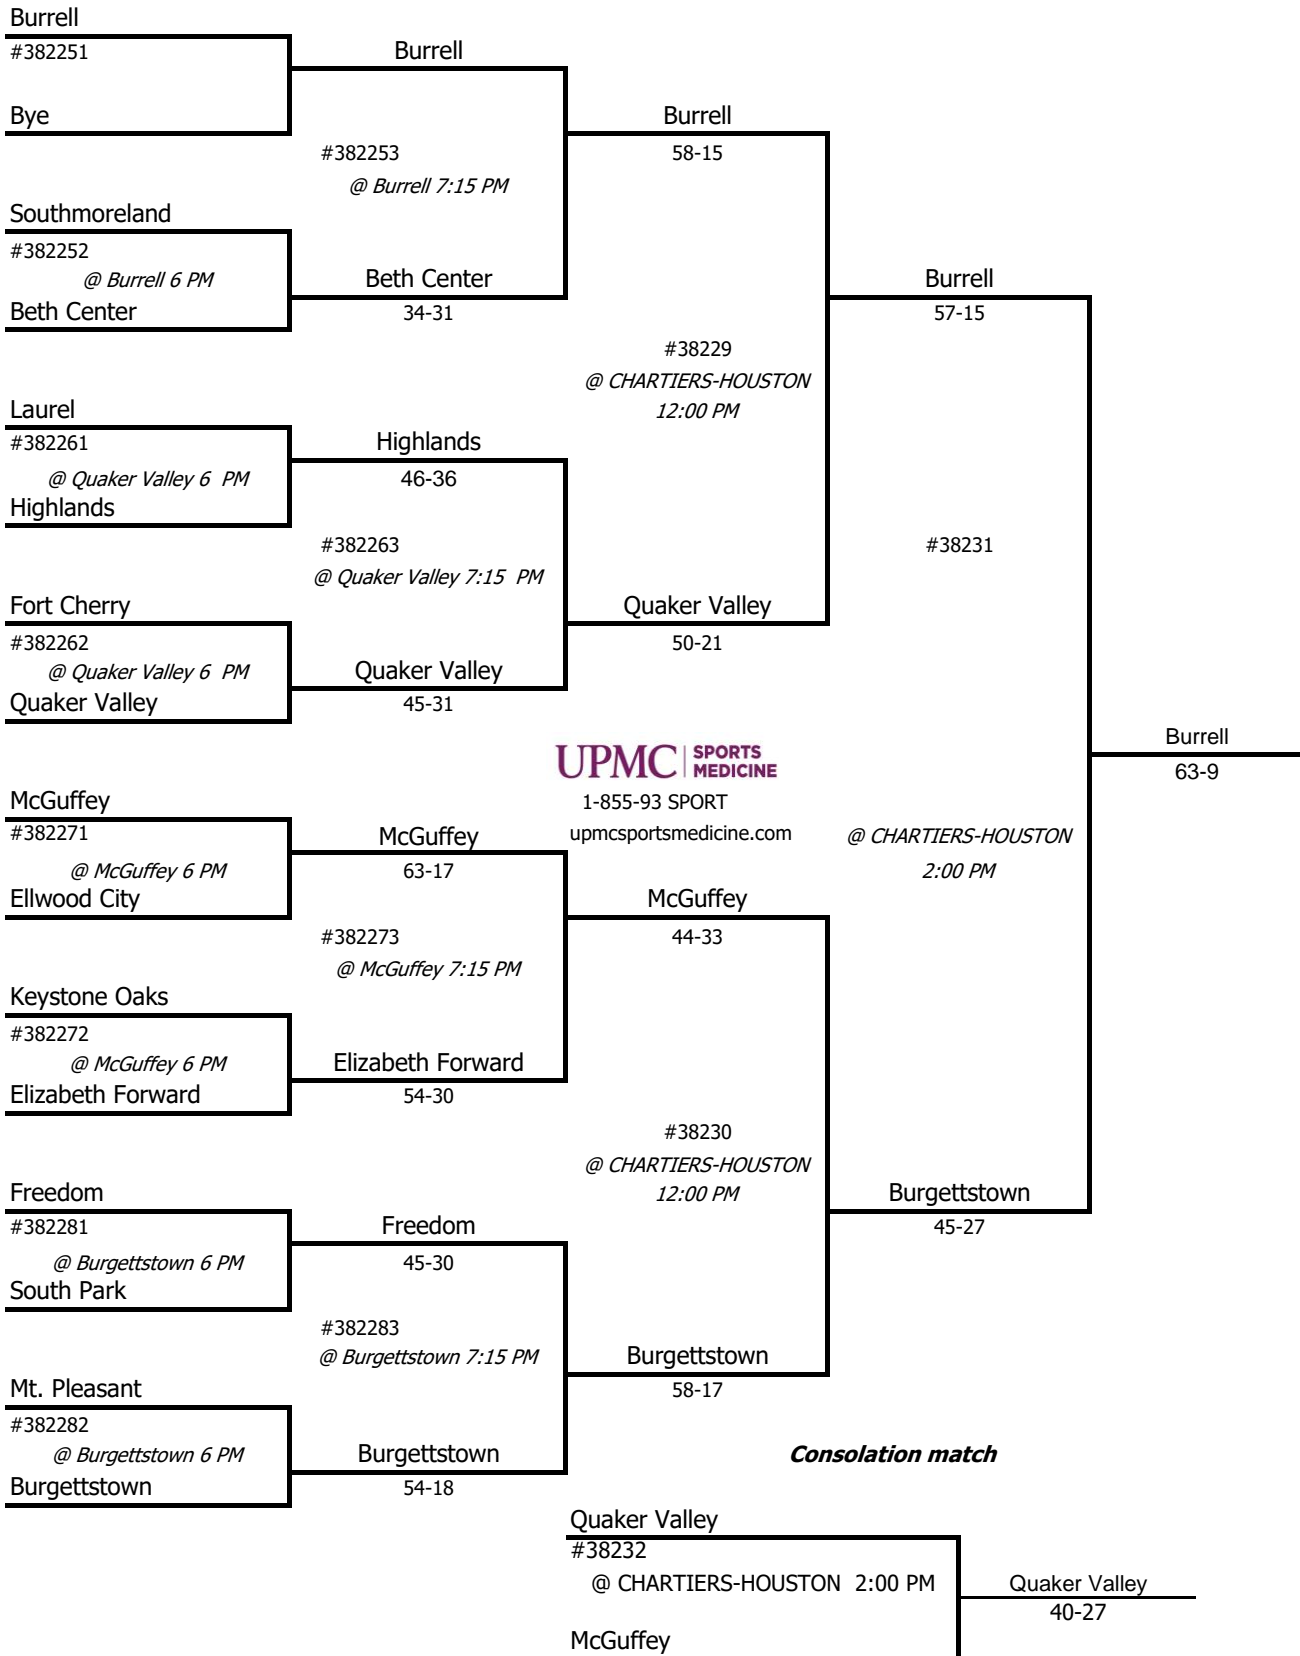 Burrell
#382251
Burrell
Bye
Burrell
#382253
58-15
@ Burrell 7:15 PM
Southmoreland
#382252
@ Burrell 6 PM
Beth Center
Burrell
Beth Center
34-31
57-15
#38229
@ CHARTIERS-HOUSTON
12:00 PM
Laurel
#382261
Highlands
@ Quaker Valley 6 PM
46-36
Highlands
#382263
#38231
@ Quaker Valley 7:15 PM
Fort Cherry
Quaker Valley
#382262
50-21
@ Quaker Valley 6 PM
Quaker Valley
Quaker Valley
45-31
Burrell
UPMC SPORTS MEDICINE
63-9
McGuffey
1-855-93 SPORT
#382271
McGuffey
upmcsportsmedicine.com
@ CHARTIERS-HOUSTON
@ McGuffey 6 PM
63-17
2:00 PM
Ellwood City
McGuffey
#382273
44-33
@ McGuffey 7:15 PM
Keystone Oaks
#382272
@ McGuffey 6 PM
Elizabeth Forward
Elizabeth Forward
54-30
#38230
@ CHARTIERS-HOUSTON
12:00 PM
Freedom
Burgettstown
#382281
Freedom
45-27
@ Burgettstown 6 PM
45-30
South Park
#382283
@ Burgettstown 7:15 PM
Burgettstown
Mt. Pleasant
58-17
#382282
@ Burgettstown 6 PM
Burgettstown
Consolation match
Burgettstown
54-18
Quaker Valley
#38232
@ CHARTIERS-HOUSTON 2:00 PM
Quaker Valley
40-27
McGuffey